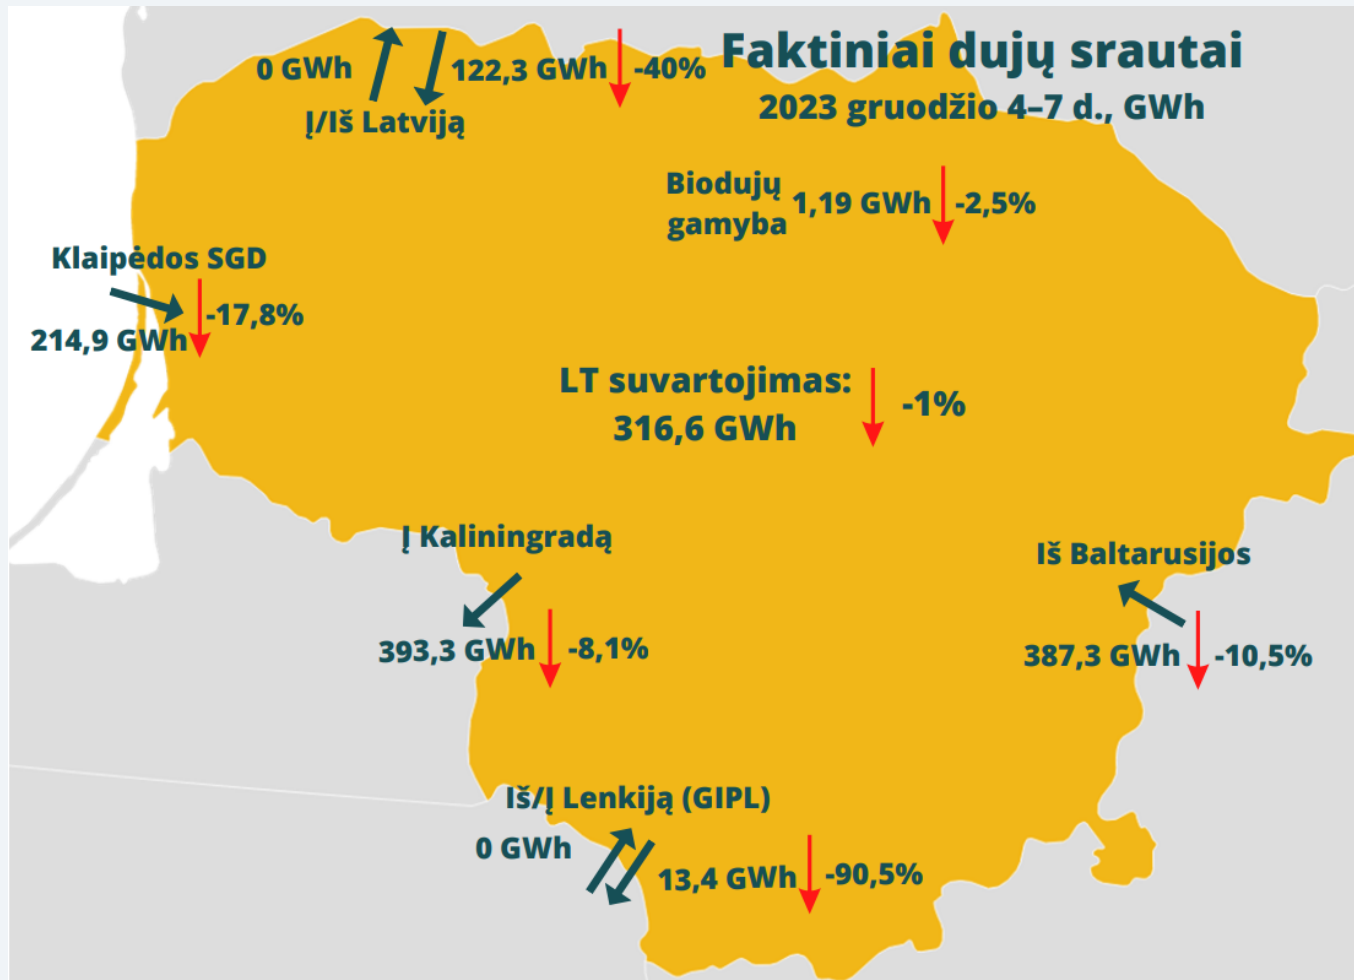 Faktiniai dujų srautai
2023 gruodžio 4–7 d., GWh
0 GWh
122,3 GWh
-40%
Į/Iš Latviją
Biodujų
gamyba
1,19 GWh
-2,5%
Klaipėdos SGD
-17,8%
214,9 GWh
LT suvartojimas:
316,6 GWh
-1%
Į Kaliningradą
393,3 GWh
-8,1%
Iš Baltarusijos
387,3 GWh
-10,5%
Iš/Į Lenkiją (GIPL)
0 GWh
13,4 GWh
-90,5%